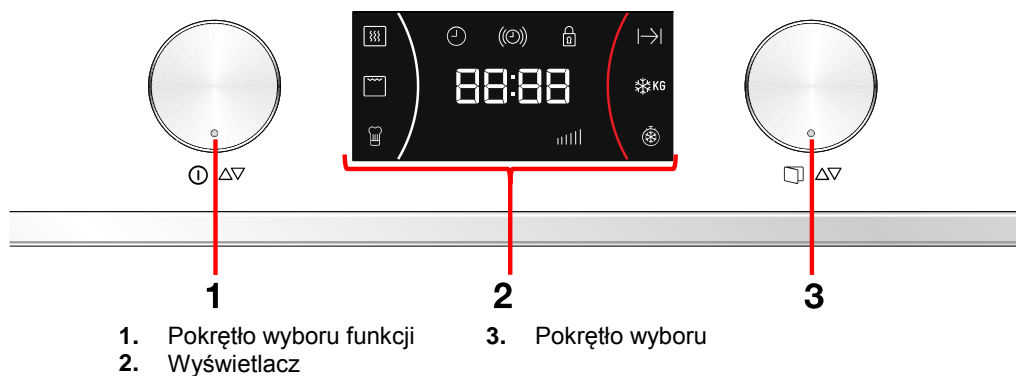 88:88
KG
1
2
3
1. Pokrętło wyboru funkcji
2. Wyświetlacz
3. Pokrętło wyboru